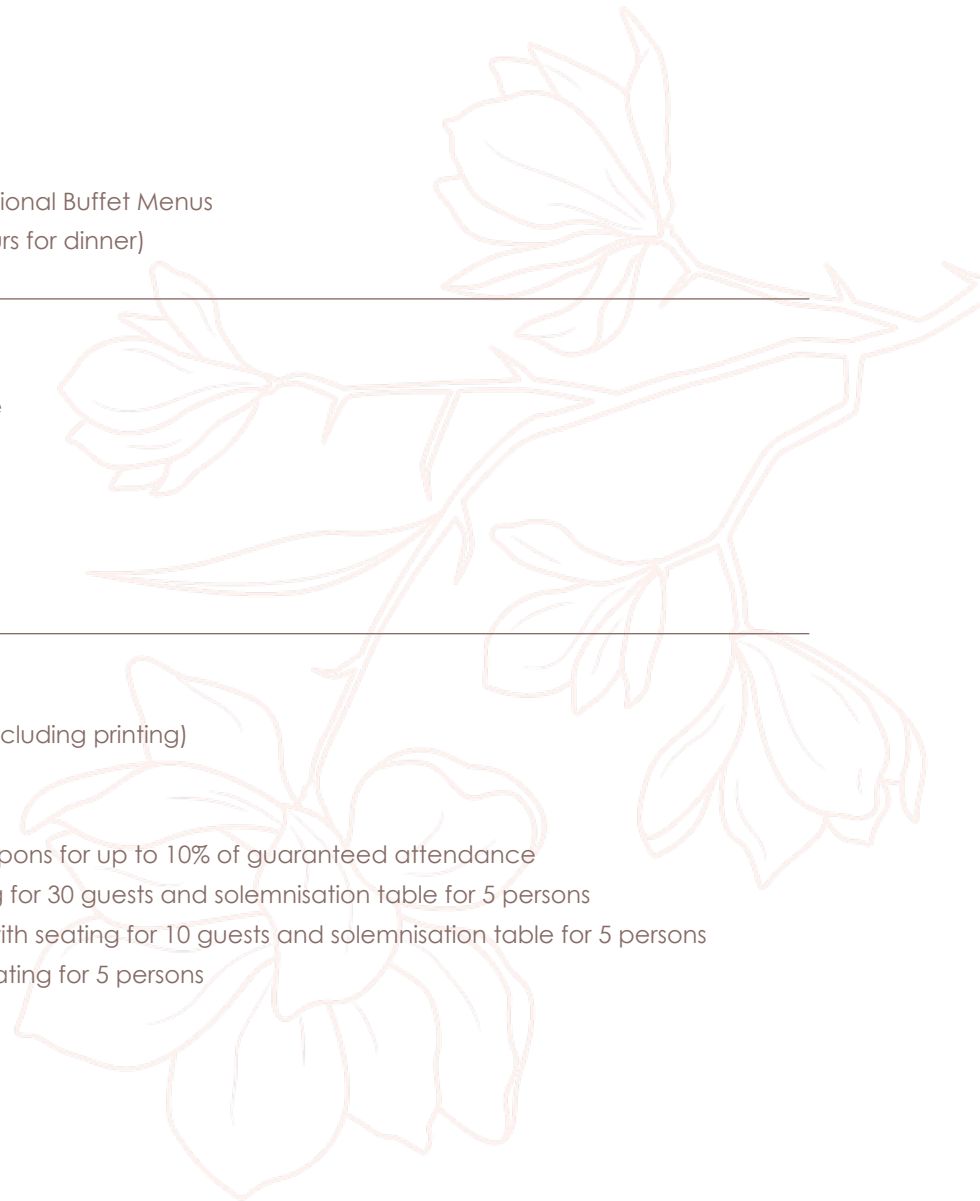 ional Buffet Menus
urs for dinner)
e
cluding printing)
pons for up to 10% of guaranteed attendance
g for 30 guests and solemnisation table for 5 persons
ith seating for 10 guests and solemnisation table for 5 persons
ating for 5 persons